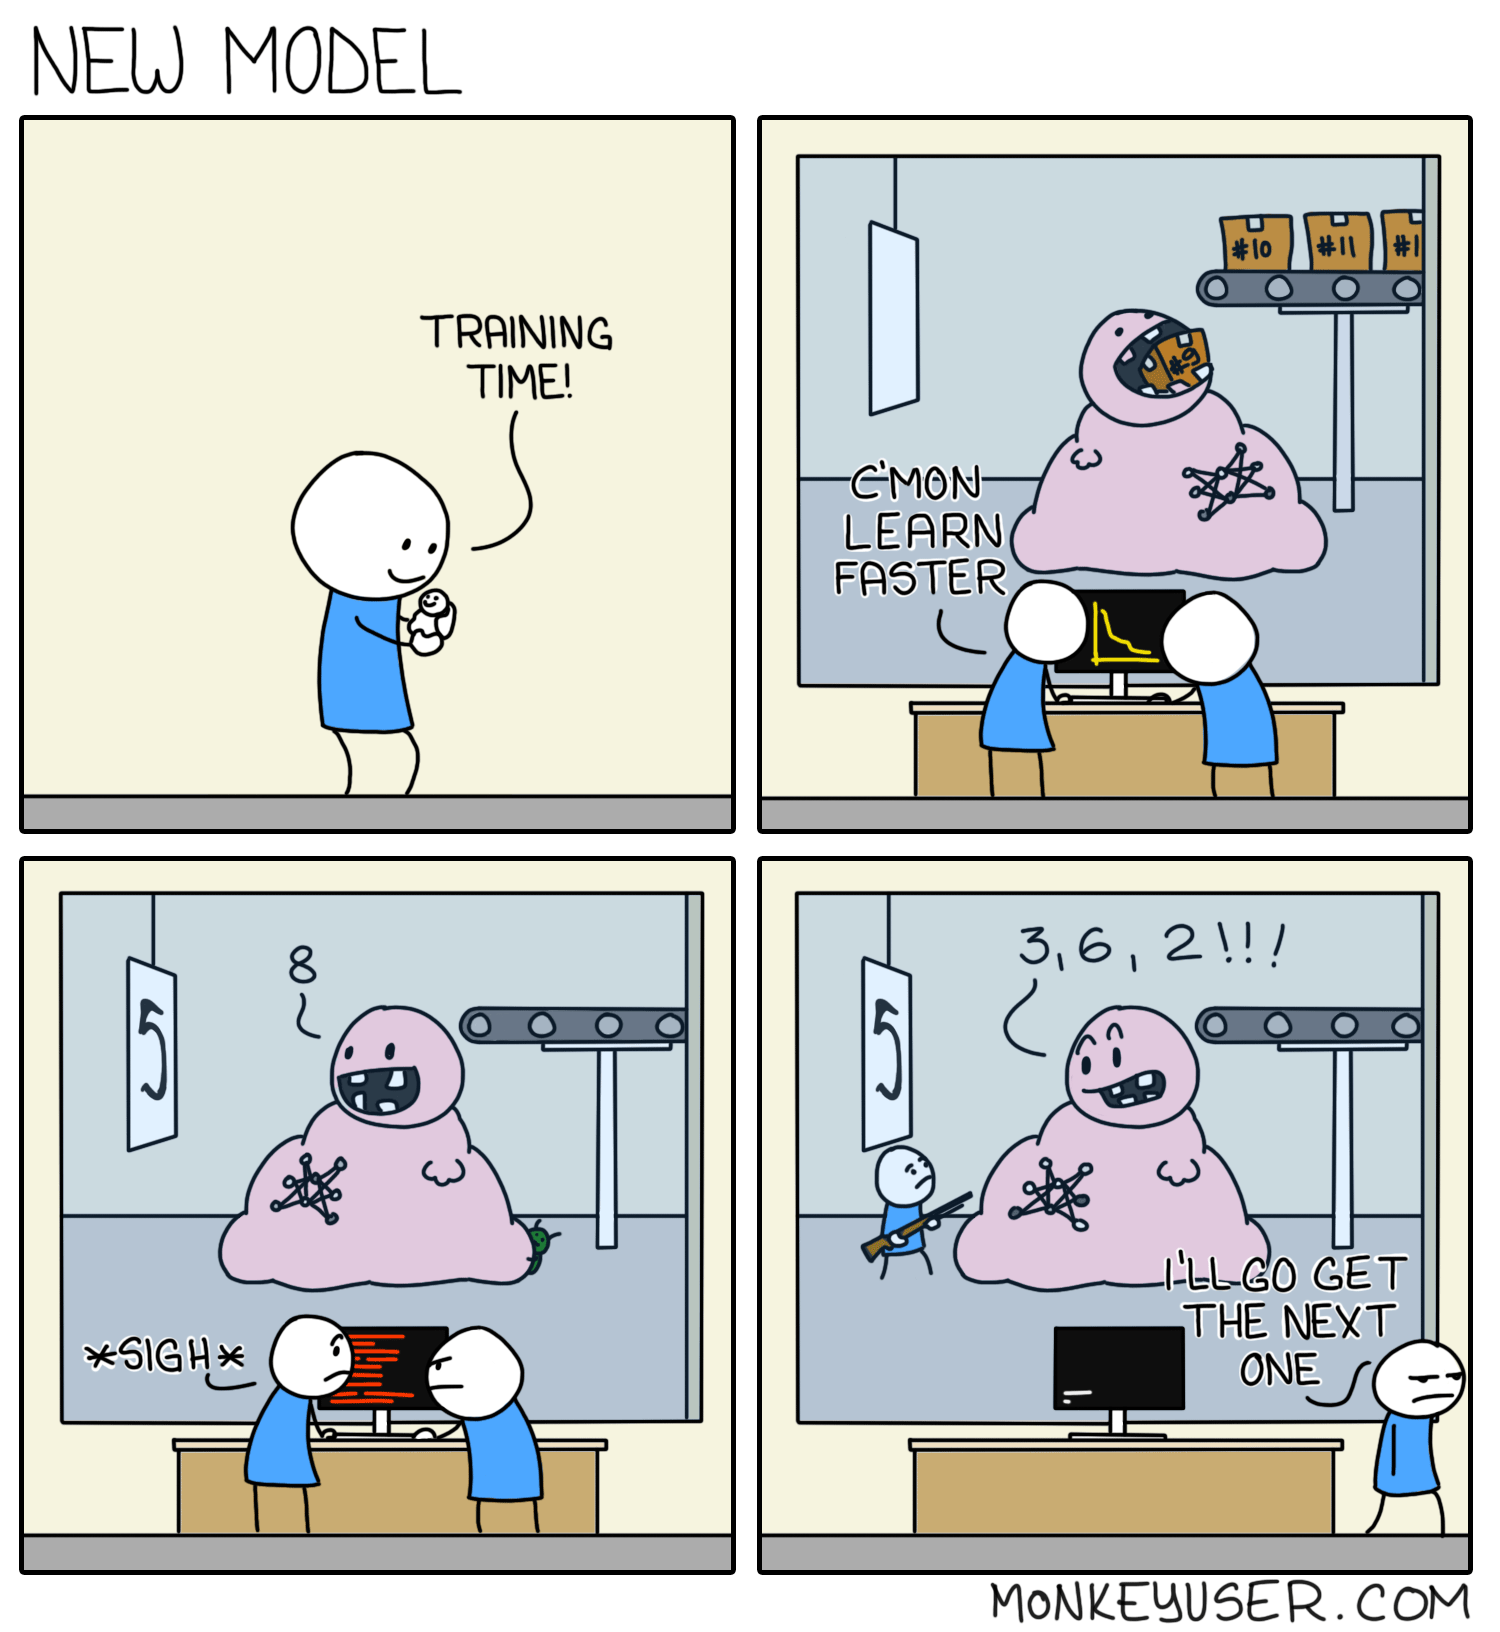 NEW MODEL
TRAINING
TIME!
#10
#11
#1
#9
C'MON
LEARN
FASTER
5
8
*SIGH*
5
3, 6, 2!!!
I'LL GO GET
THE NEXT
ONE
MONKEYUSER.COM